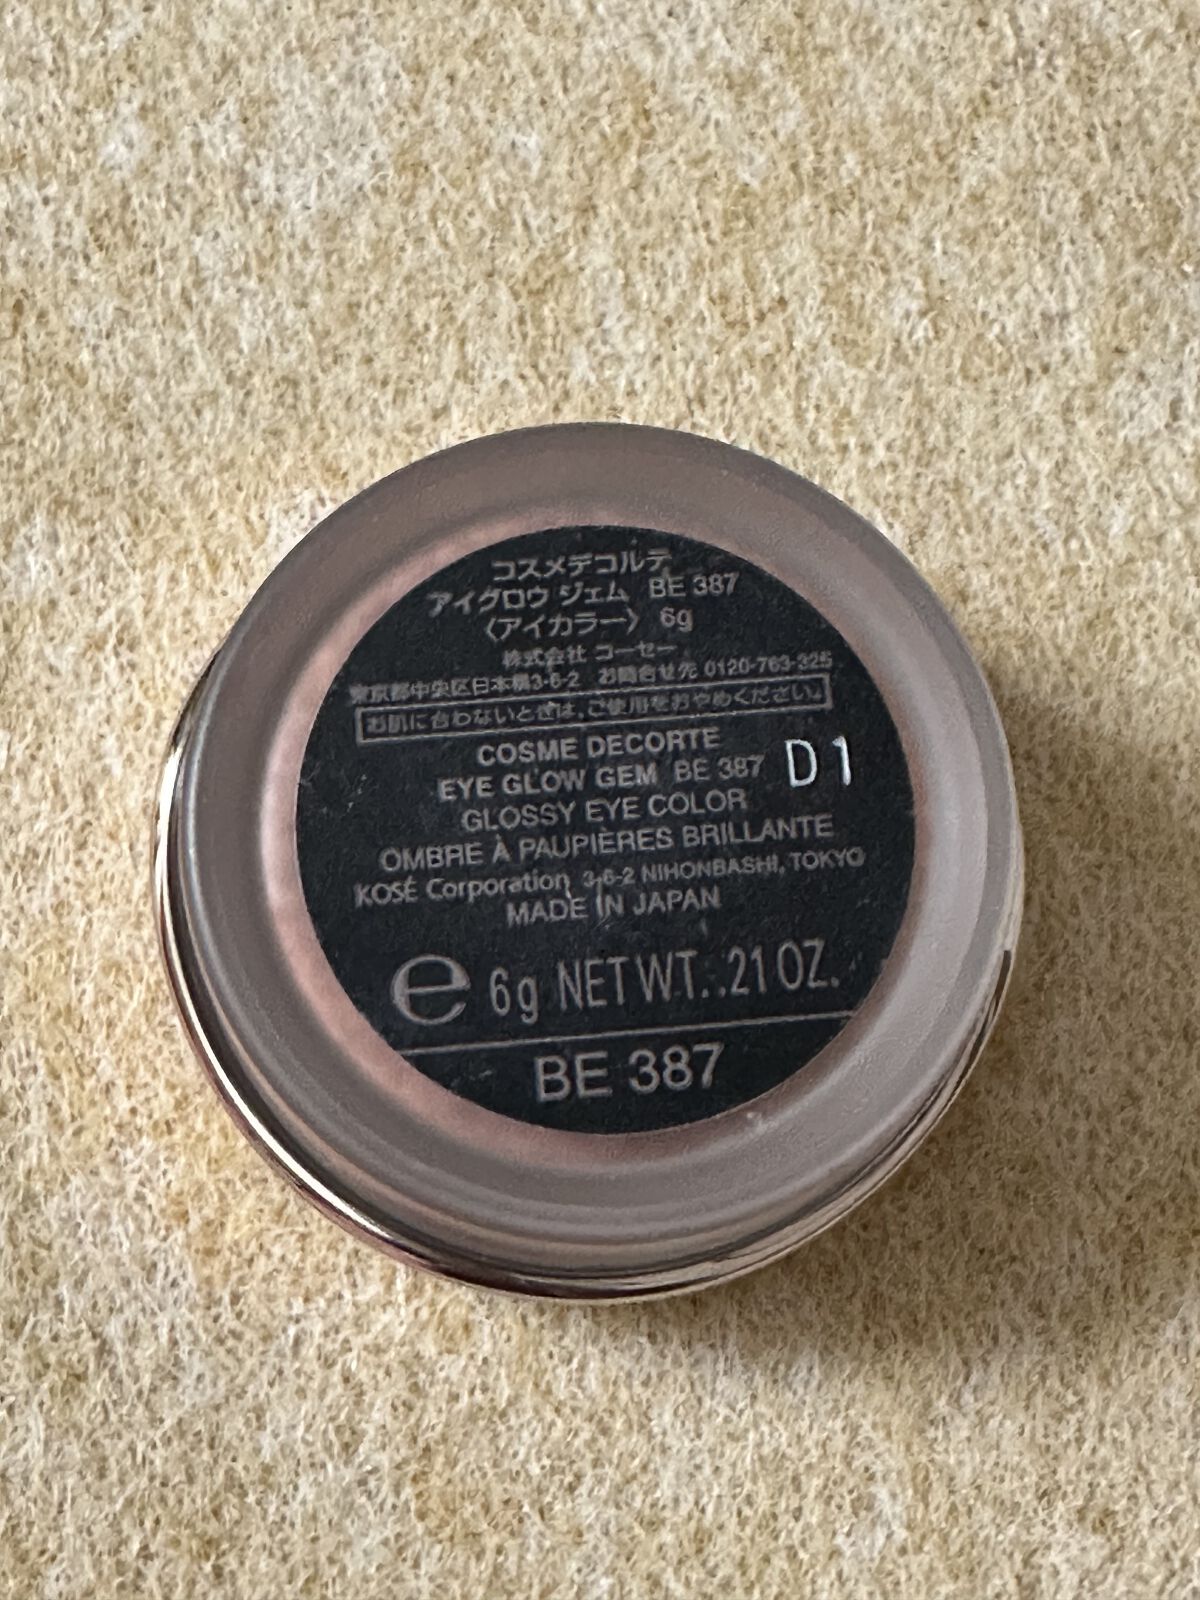 コスメデコルテ
アイグロウ ジェム BE 387
〈アイカラー〉 6g
株式会社 コーセー
東京都中央区日本橋3-6-2 お問合せ先 0120-763-325
お肌に合わないときは、ご使用をおやめください。
COSME DECORTE
EYE GLOW GEM BE 387 D1
GLOSSY EYE COLOR
OMBRE À PAUPIÈRES BRILLANTE
KOSÉ Corporation 3-6-2 NIHONBASHI, TOKYO
MADE IN JAPAN
℮ 6g NET WT. .21 OZ.
BE 387